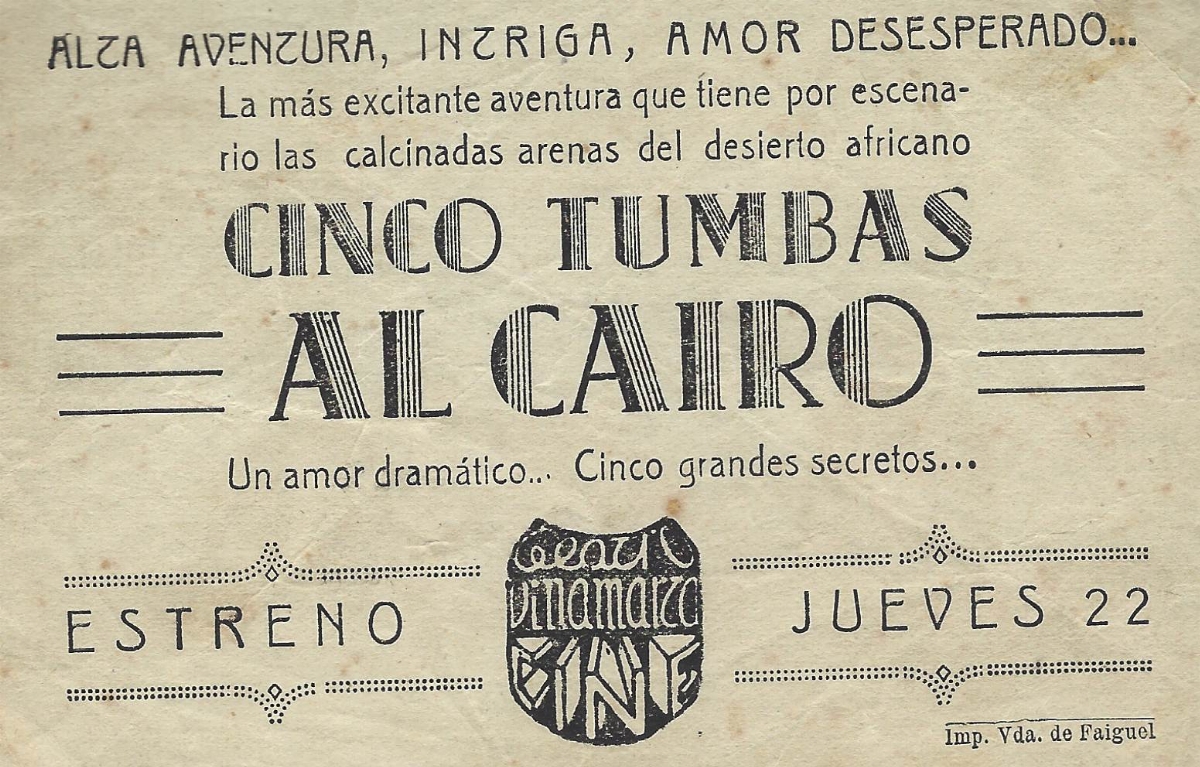 ALTA AVENTURA, INTRIGA, AMOR DESESPERADO...
La más excitante aventura que tiene por escena-
rio las calcinadas arenas del desierto africano
CINCO TUMBAS
AL CAIRO
Un amor dramático... Cinco grandes secretos...
ESTRENO
teatro
CINE
JUEVES 22
Imp. Vda. de Faiguel